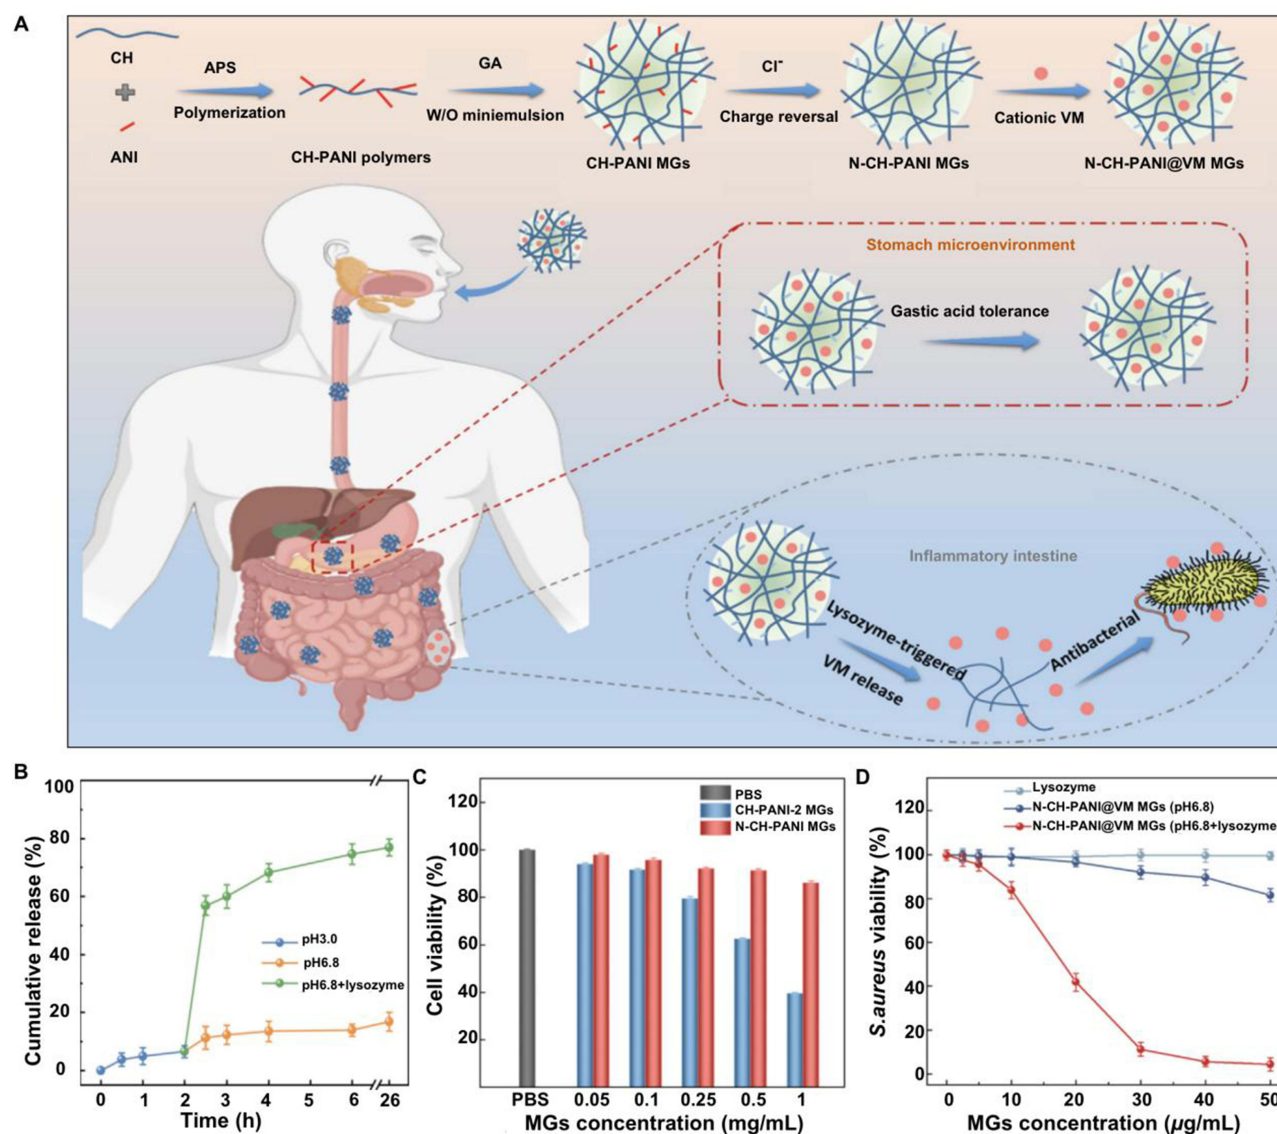 A
CH
ANI
APS
Polymerization
CH-PANI polymers
GA
W/O miniemulsion
CH-PANI MGs
Cl⁻
Charge reversal
N-CH-PANI MGs
Cationic VM
N-CH-PANI@VM MGs
Stomach microenvironment
Gastic acid tolerance
Inflammatory intestine
Lysozyme-triggered
VM release
Antibacterial
B
Cumulative release (%)
100
80
60
40
20
0
pH3.0
pH6.8
pH6.8+lysozyme
0 1 2 3 4 5 6 26
Time (h)
C
Cell viability (%)
120
100
80
60
40
20
PBS
CH-PANI-2 MGs
N-CH-PANI MGs
PBS 0.05 0.1 0.25 0.5 1
MGs concentration (mg/mL)
D
S.aureus viability (%)
120
100
80
60
40
20
0
Lysozyme
N-CH-PANI@VM MGs (pH6.8)
N-CH-PANI@VM MGs (pH6.8+lysozyme
0 10 20 30 40 50
MGs concentration (µg/mL)